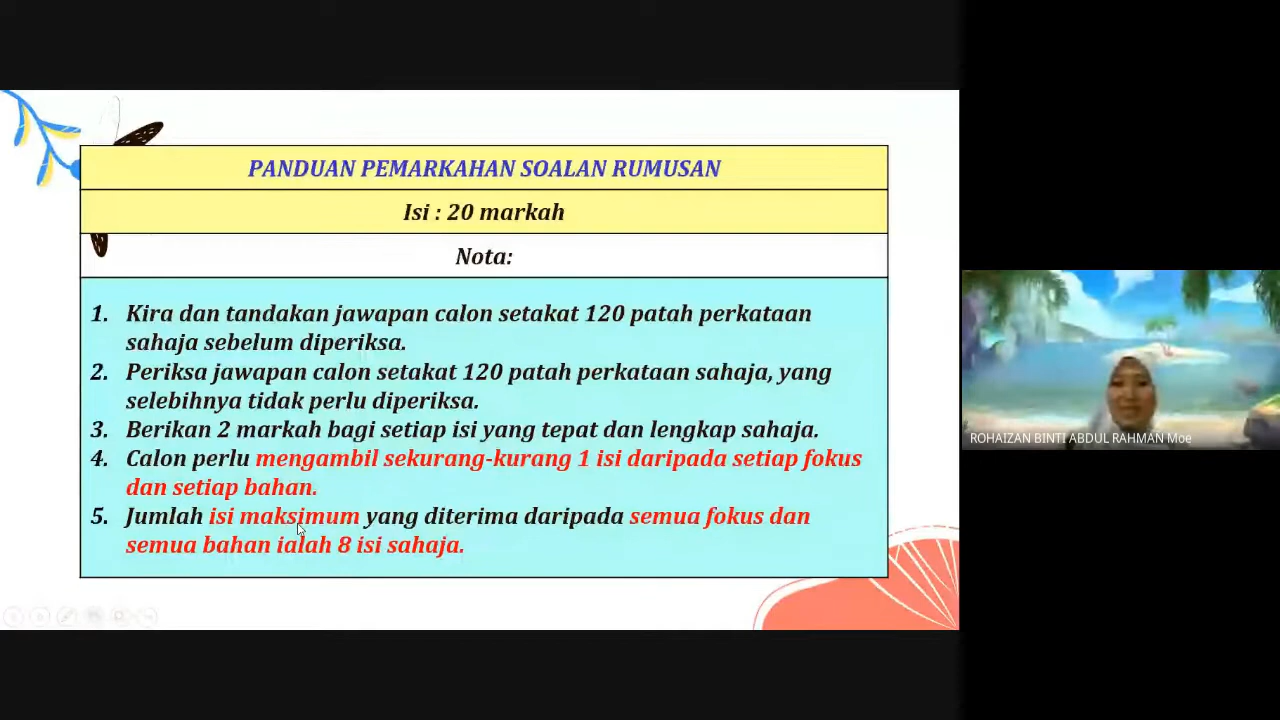 PANDUAN PEMARKAHAN SOALAN RUMUSAN
Isi : 20 markah
Nota:
1. Kira dan tandakan jawapan calon setakat 120 patah perkataan
sahaja sebelum diperiksa.
2. Periksa jawapan calon setakat 120 patah perkataan sahaja, yang
selebihnya tidak perlu diperiksa.
3. Berikan 2 markah bagi setiap isi yang tepat dan lengkap sahaja.
4. Calon perlu mengambil sekurang-kurang 1 isi daripada setiap fokus
dan setiap bahan.
5. Jumlah isi maksimum yang diterima daripada semua fokus dan
semua bahan ialah 8 isi sahaja.
ROHAIZAN BINTI ABDUL RAHMAN Moe